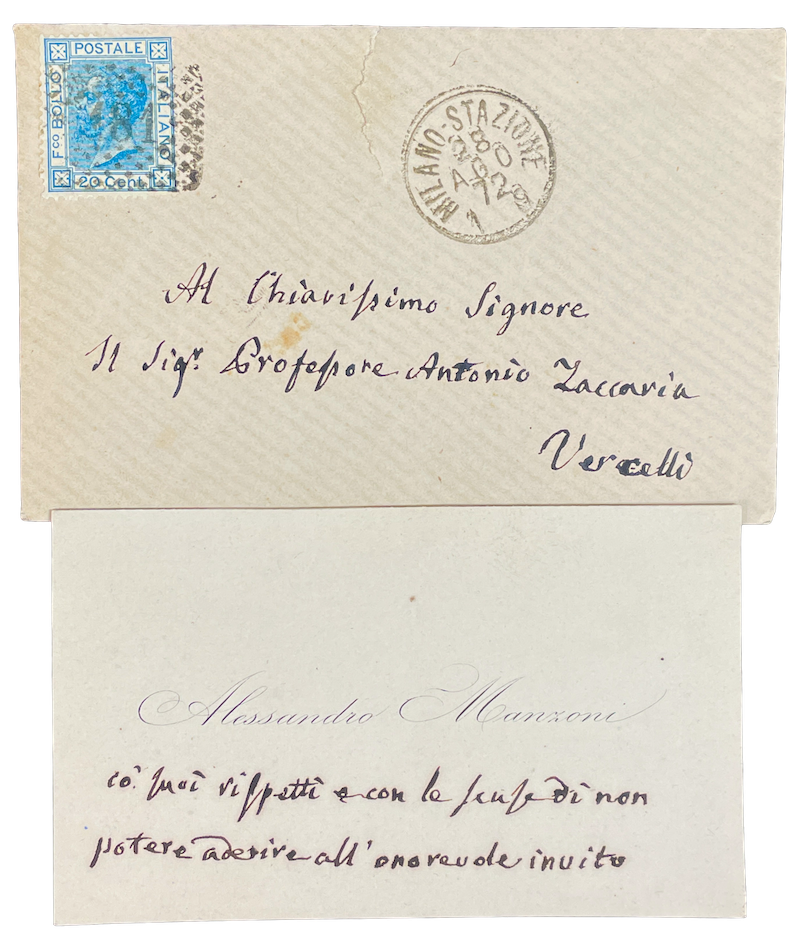 POSTALE
Fco BOLLO
ITALIANO
20 Cent.
181
MILANO-STAZIONE
Al Chiarissimo Signore
Il Sigr. Professore Antonio Zaccaria
Vercelli
Alessandro Manzoni
co' suoi rispetti e con le scuse di non
potere aderire all'onorevole invito